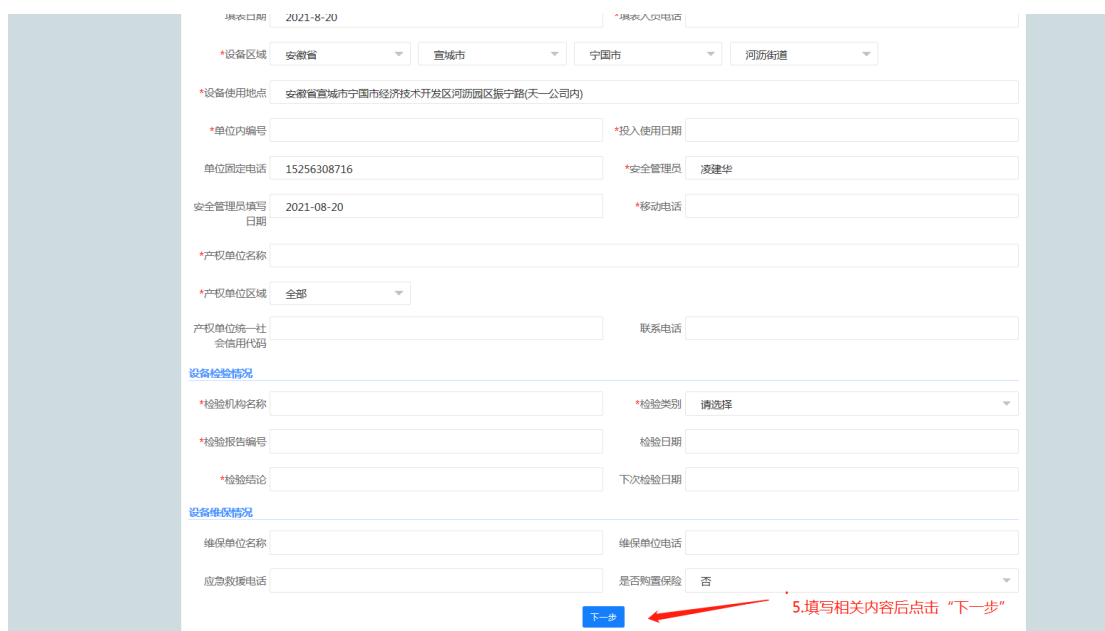 填表日期 2021-8-20 *填表人员电话
*设备区域 安徽省 宣城市 宁国市 河沥街道
*设备使用地点 安徽省宣城市宁国市经济技术开发区河沥园区振宁路(天一公司内)
*单位内编号 *投入使用日期
单位固定电话 15256308716 *安全管理员 凌建华
安全管理员填写日期 2021-08-20 *移动电话
*产权单位名称
*产权单位区域 全部
产权单位统一社会信用代码 联系电话
设备检验情况
*检验机构名称 *检验类别 请选择
*检验报告编号 检验日期
*检验结论 下次检验日期
设备维保情况
维保单位名称 维保单位电话
应急救援电话 是否购置保险 否
下一步 5.填写相关内容后点击“下一步”